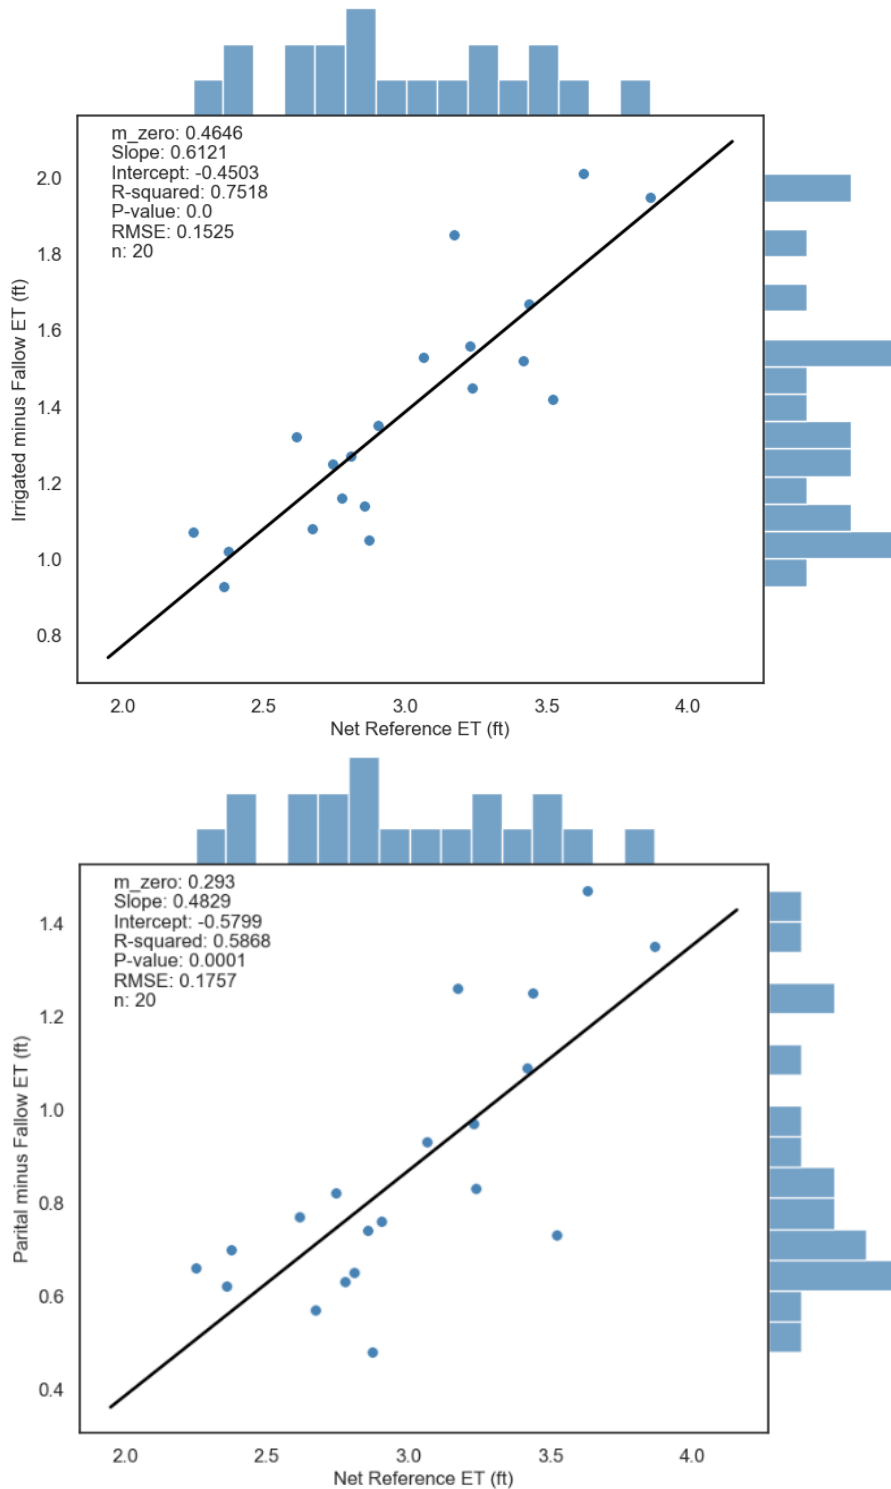 m_zero: 0.4646
Slope: 0.6121
Intercept: -0.4503
R-squared: 0.7518
P-value: 0.0
RMSE: 0.1525
n: 20
Irrigated minus Fallow ET (ft)
2.0
1.8
1.6
1.4
1.2
1.0
0.8
2.0 2.5 3.0 3.5 4.0
Net Reference ET (ft)
m_zero: 0.293
Slope: 0.4829
Intercept: -0.5799
R-squared: 0.5868
P-value: 0.0001
RMSE: 0.1757
n: 20
Parital minus Fallow ET (ft)
1.4
1.2
1.0
0.8
0.6
0.4
2.0 2.5 3.0 3.5 4.0
Net Reference ET (ft)